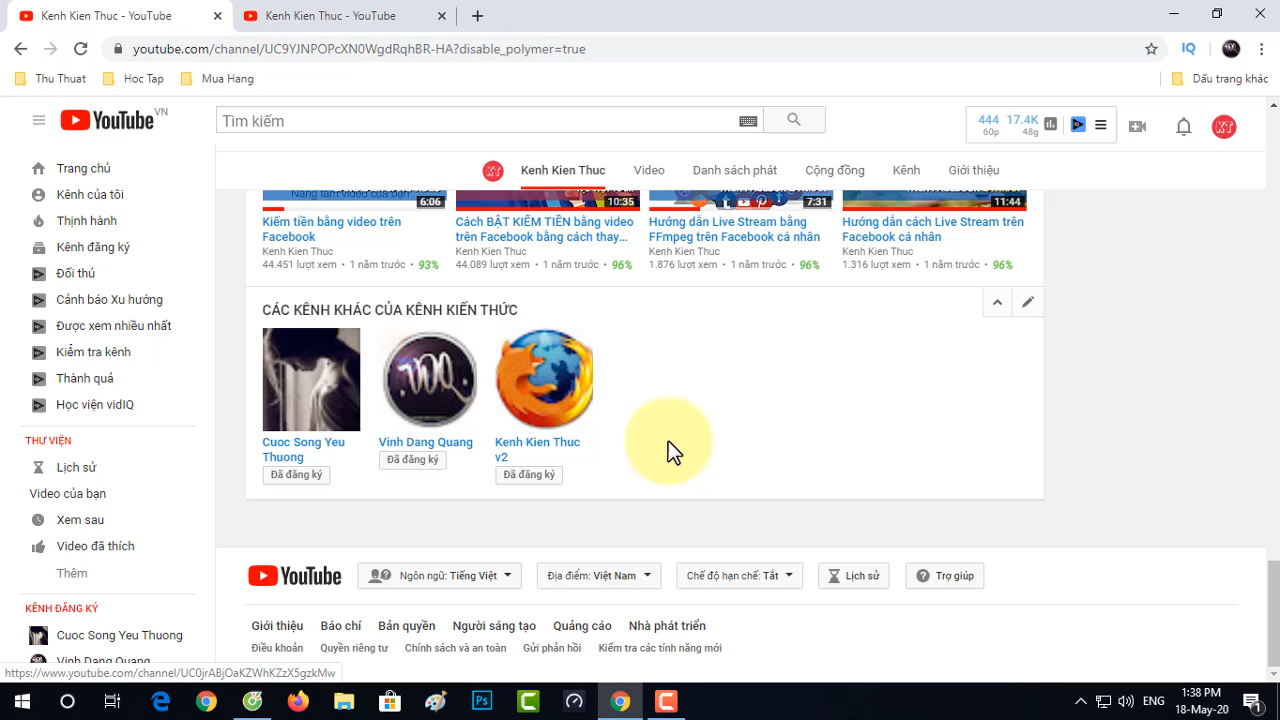 Kenh Kien Thuc - YouTube
Kenh Kien Thuc - YouTube
youtube.com/channel/UC9YJNPOPcXN0WgdRqhBR-HA?disable_polymer=true
IQ
Thu Thuat
Hoc Tap
Mua Hang
Dấu trang khác
YouTube VN
Tìm kiếm
444 17.4K
60p 48g
KT
KT Kenh Kien Thuc Video Danh sách phát Cộng đồng Kênh Giới thiệu
Trang chủ
Kênh của tôi
Thịnh hành
Kênh đăng ký
Đối thủ
Cảnh báo Xu hướng
Được xem nhiều nhất
Kiểm tra kênh
Thành quả
Học viện vidIQ
THƯ VIỆN
Lịch sử
Video của bạn
Xem sau
Video đã thích
Thêm
KÊNH ĐĂNG KÝ
Cuoc Song Yeu Thuong
Vinh Dang Quang
6:06
Kiếm tiền bằng video trên
Facebook
Kenh Kien Thuc
44.451 lượt xem • 1 năm trước • 93%
10:35
Cách BẬT KIẾM TIỀN bằng video
trên Facebook bằng cách thay...
Kenh Kien Thuc
44.089 lượt xem • 1 năm trước • 96%
7:31
Hướng dẫn Live Stream bằng
FFmpeg trên Facebook cá nhân
Kenh Kien Thuc
1.876 lượt xem • 1 năm trước • 96%
11:44
Hướng dẫn cách Live Stream trên
Facebook cá nhân
Kenh Kien Thuc
1.316 lượt xem • 1 năm trước • 96%
CÁC KÊNH KHÁC CỦA KÊNH KIẾN THỨC
Cuoc Song Yeu
Thuong
Đã đăng ký
Vinh Dang Quang
Đã đăng ký
Kenh Kien Thuc
v2
Đã đăng ký
YouTube
Ngôn ngữ: Tiếng Việt
Địa điểm: Việt Nam
Chế độ hạn chế: Tắt
Lịch sử
Trợ giúp
Giới thiệu Báo chí Bản quyền Người sáng tạo Quảng cáo Nhà phát triển
Điều khoản Quyền riêng tư Chính sách và an toàn Gửi phản hồi Kiểm tra các tính năng mới
https://www.youtube.com/channel/UC0jrABjOaKZWhKZzX5gzkMw
Ps
ENG
1:38 PM
18-May-20
1